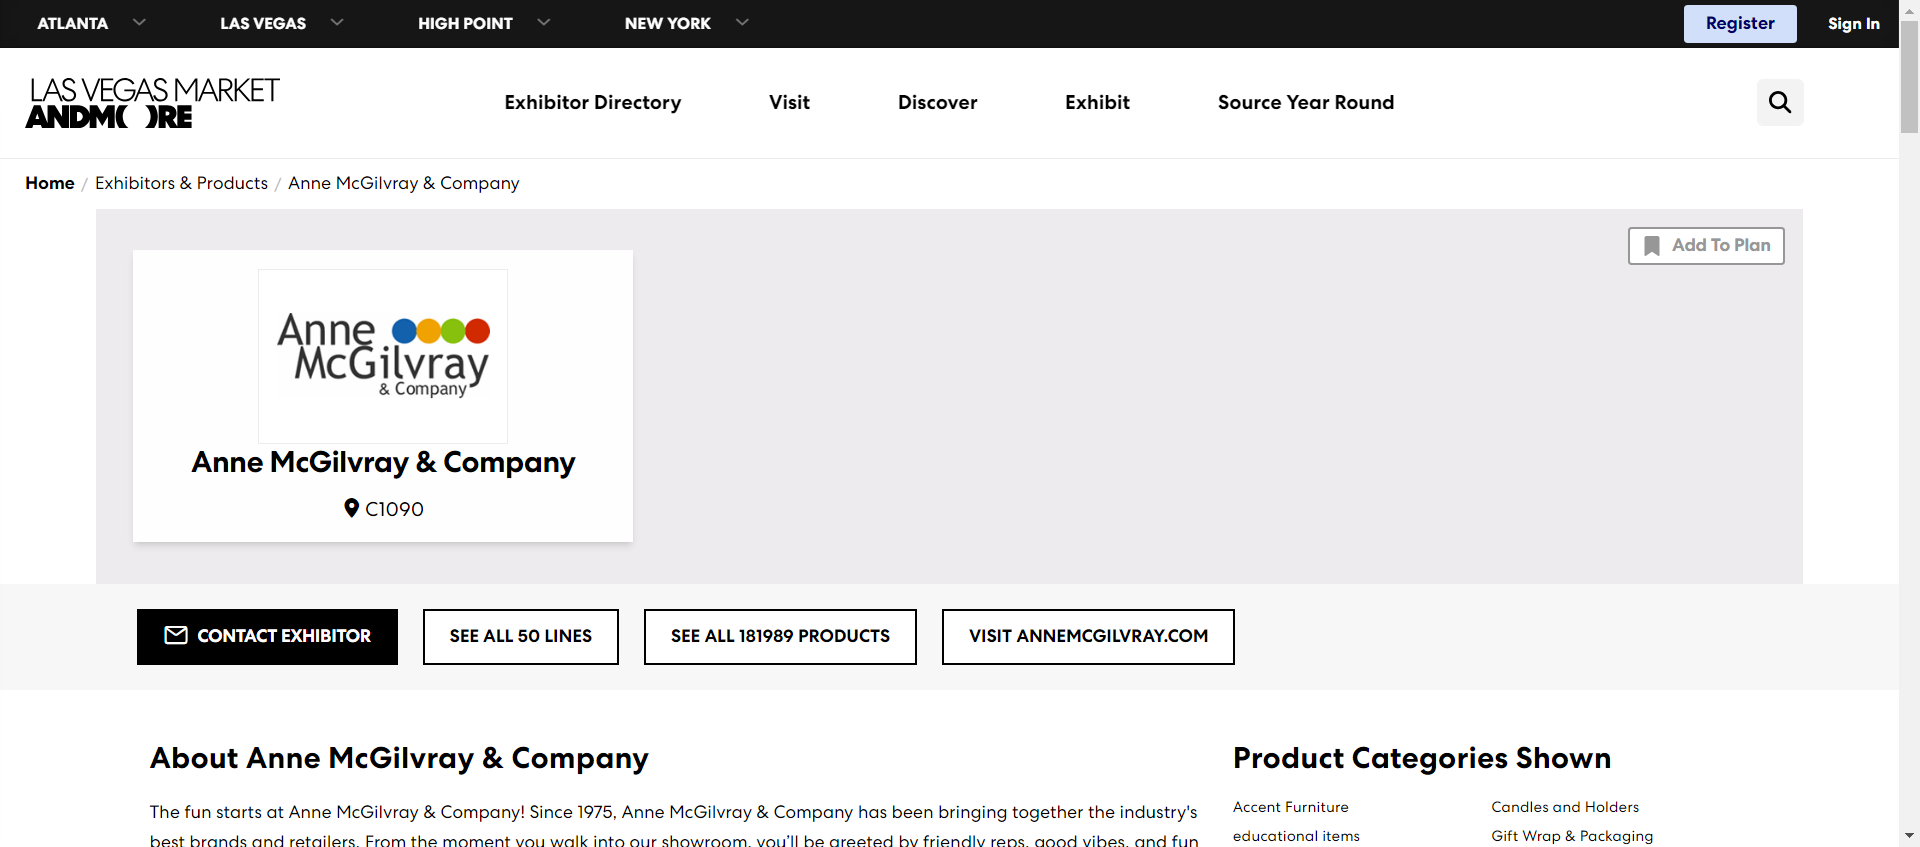 ATLANTA LAS VEGAS HIGH POINT NEW YORK Register Sign In
LAS VEGAS MARKET
ANDMORE
Exhibitor Directory Visit Discover Exhibit Source Year Round
Home / Exhibitors & Products / Anne McGilvray & Company
Add To Plan
Anne
McGilvray
& Company
Anne McGilvray & Company
C1090
CONTACT EXHIBITOR SEE ALL 50 LINES SEE ALL 181989 PRODUCTS VISIT ANNEMCGILVRAY.COM
About Anne McGilvray & Company
The fun starts at Anne McGilvray & Company! Since 1975, Anne McGilvray & Company has been bringing together the industry's
best brands and retailers. From the moment you walk into our showroom, you'll be greeted by friendly reps, good vibes, and fun
Product Categories Shown
Accent Furniture Candles and Holders
educational items Gift Wrap & Packaging